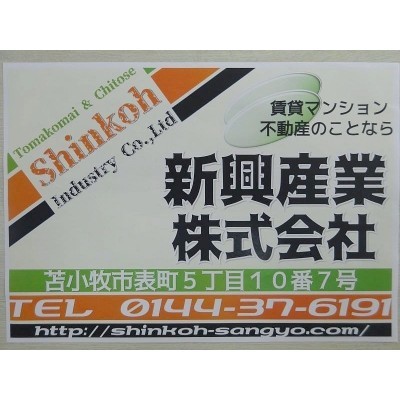 Tomakomai & Chitose
Shinkoh
Industry Co.,Ltd
賃貸マンション
不動産のことなら
新興産業
株式会社
苫小牧市表町５丁目１０番７号
TEL 0144-37-6191
http://shinkoh-sangyo.com/